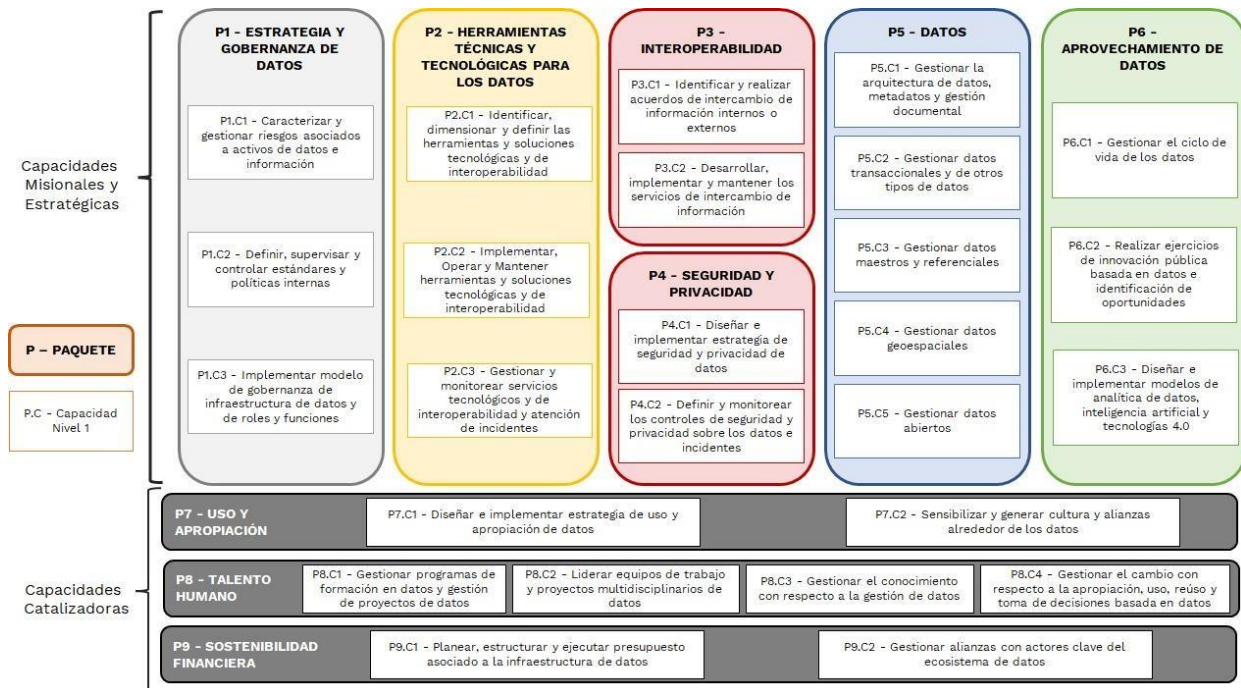 Capacidades
Misionales y
Estratégicas
P – PAQUETE
P.C - Capacidad
Nivel 1
P1 - ESTRATEGIA Y
GOBERNANZA DE
DATOS
P1.C1 - Caracterizar y
gestionar riesgos asociados
a activos de datos e
información
P1.C2 - Definir, supervisar y
controlar estándares y
políticas internas
P1.C3 - Implementar modelo
de gobernanza de
infraestructura de datos y
de roles y funciones
P2 - HERRAMIENTAS
TÉCNICAS Y
TECNOLÓGICAS PARA
LOS DATOS
P2.C1 - Identificar,
dimensionar y definir las
herramientas y soluciones
tecnológicas y de
interoperabilidad
P2.C2 - Implementar,
Operar y Mantener
herramientas y soluciones
tecnológicas y de
interoperabilidad
P2.C3 - Gestionar y
monitorear servicios
tecnológicos y de
interoperabilidad y atención
de incidentes
P3 -
INTEROPERABILIDAD
P3.C1 - Identificar y realizar
acuerdos de intercambio de
información internos o
externos
P3.C2 - Desarrollar,
implementar y mantener los
servicios de intercambio de
información
P4 - SEGURIDAD Y
PRIVACIDAD
P4.C1 - Diseñar e
implementar estrategia de
seguridad y privacidad de
datos
P4.C2 - Definir y monitorear
los controles de seguridad y
privacidad sobre los datos e
incidentes
P5 - DATOS
P5.C1 - Gestionar la
arquitectura de datos,
metadatos y gestión
documental
P5.C2 - Gestionar datos
transaccionales y de otros
tipos de datos
P5.C3 - Gestionar datos
maestros y referenciales
P5.C4 - Gestionar datos
geoespaciales
P5.C5 - Gestionar datos
abiertos
P6 -
APROVECHAMIENTO DE
DATOS
P6.C1 - Gestionar el ciclo de
vida de los datos
P6.C2 - Realizar ejercicios
de innovación pública
basada en datos e
identificación de
oportunidades
P6.C3 - Diseñar e
implementar modelos de
analítica de datos,
inteligencia artificial y
tecnologías 4.0
Capacidades
Catalizadoras
P7 - USO Y
APROPIACIÓN
P7.C1 - Diseñar e implementar estrategia de uso y
apropiación de datos
P7.C2 - Sensibilizar y generar cultura y alianzas
alrededor de los datos
P8 - TALENTO
HUMANO
P8.C1 - Gestionar programas de
formación en datos y gestión
de proyectos de datos
P8.C2 - Liderar equipos de trabajo
y proyectos multidisciplinarios de
datos
P8.C3 - Gestionar el conocimiento
con respecto a la gestión de datos
P8.C4 - Gestionar el cambio con
respecto a la apropiación, uso, reúso y
toma de decisiones basada en datos
P9 - SOSTENIBILIDAD
FINANCIERA
P9.C1 - Planear, estructurar y ejecutar presupuesto
asociado a la infraestructura de datos
P9.C2 - Gestionar alianzas con actores clave del
ecosistema de datos